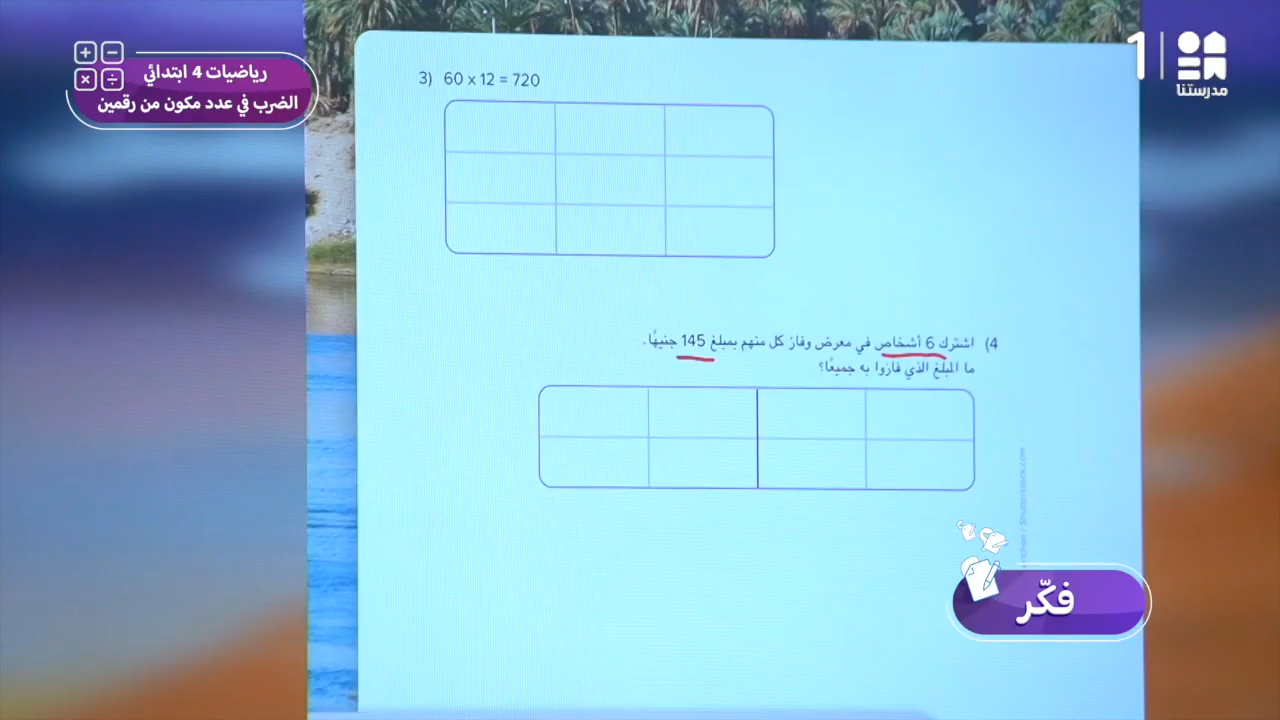 رياضيات 4 ابتدائي
الضرب في عدد مكون من رقمين
1
مدرستنا
3) 60 x 12 = 720
4) اشترك 6 أشخاص في معرض وفاز كل منهم بمبلغ 145 جنيهًا.
ما المبلغ الذي فازوا به جميعًا؟
فكّر